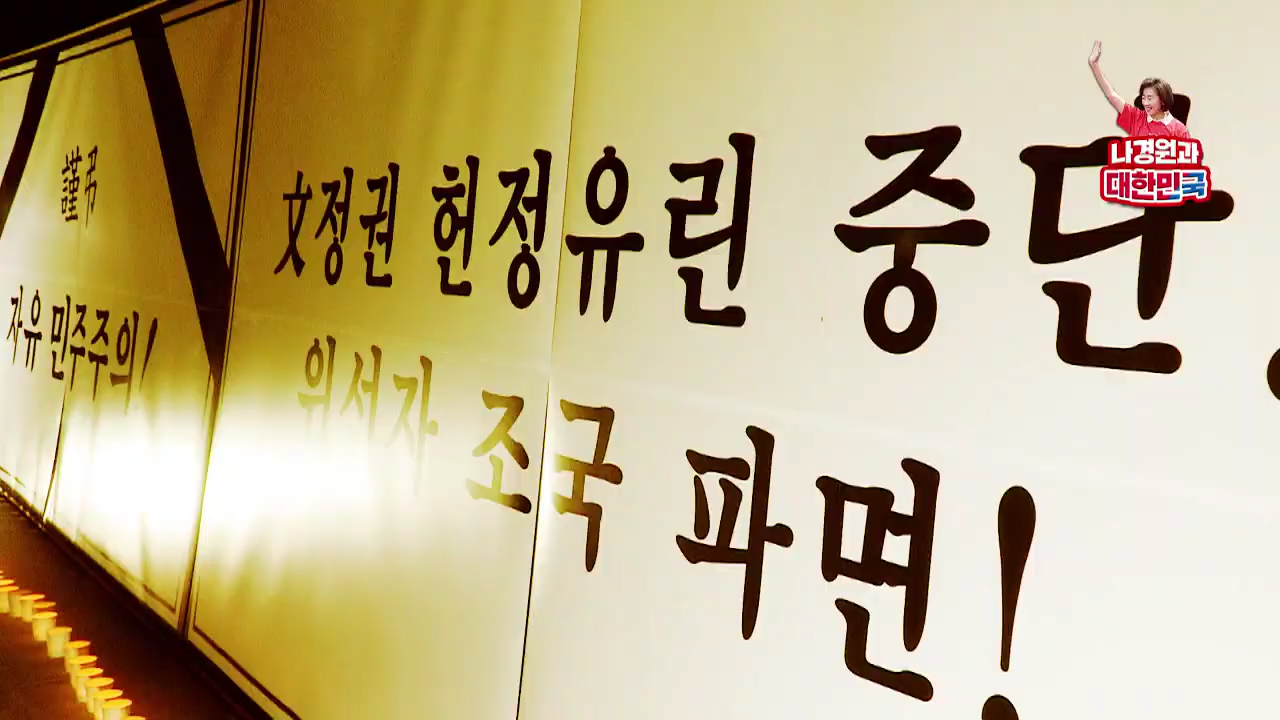 謹弔
자유 민주주의!
文정권 헌정유린 중단!
위선자 조국 파면!
나경원과
대한민국